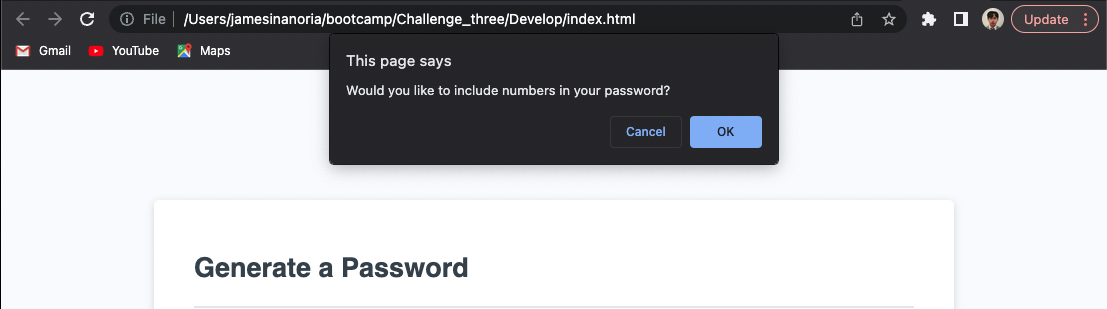 File /Users/jamesinanoria/bootcamp/Challenge_three/Develop/index.html Update
Gmail YouTube Maps
This page says
Would you like to include numbers in your password?
Cancel OK
Generate a Password